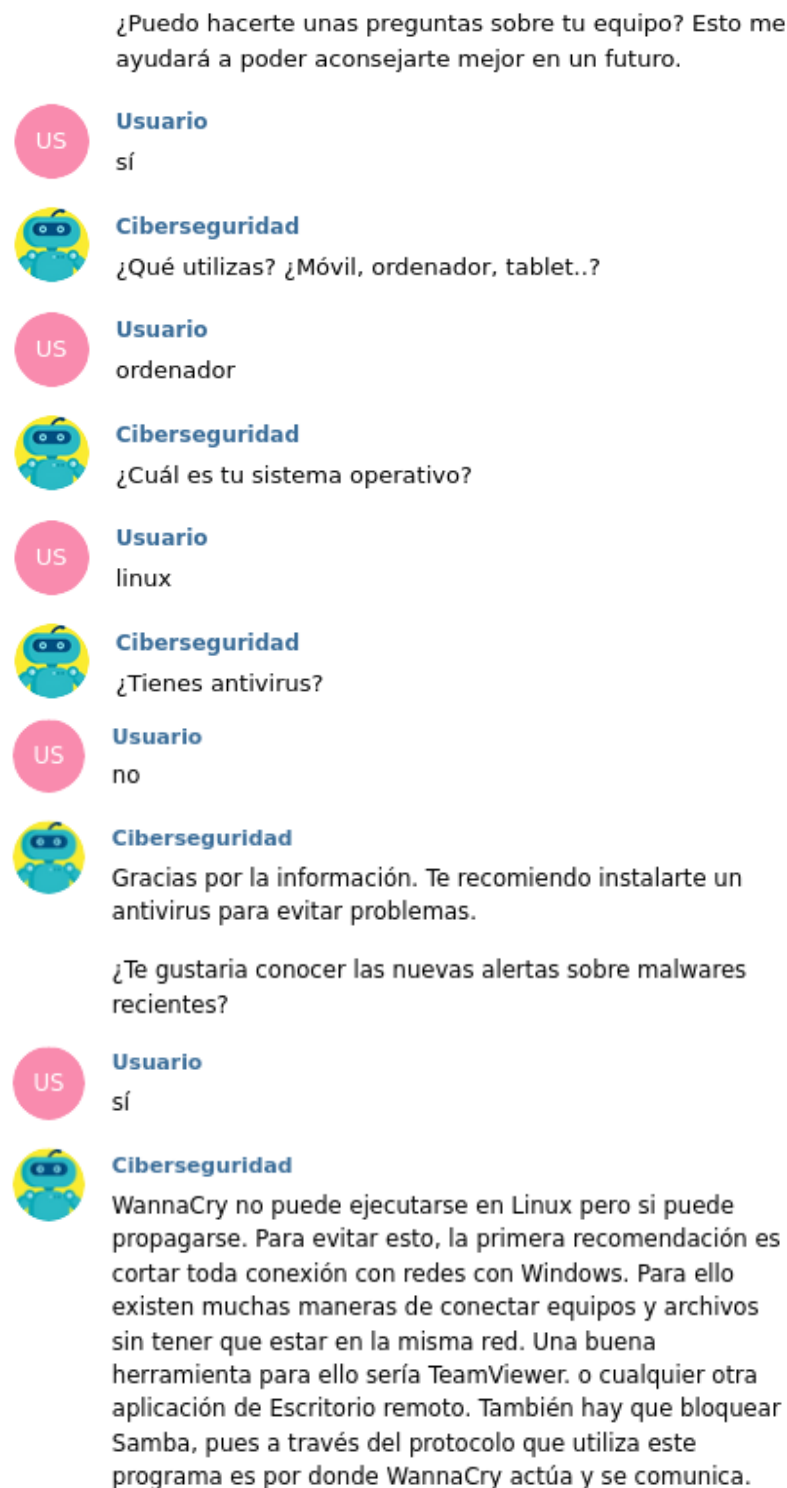 ¿Puedo hacerte unas preguntas sobre tu equipo? Esto me
ayudará a poder aconsejarte mejor en un futuro.
US
Usuario
sí
Ciberseguridad
¿Qué utilizas? ¿Móvil, ordenador, tablet..?
US
Usuario
ordenador
Ciberseguridad
¿Cuál es tu sistema operativo?
US
Usuario
linux
Ciberseguridad
¿Tienes antivirus?
US
Usuario
no
Ciberseguridad
Gracias por la información. Te recomiendo instalarte un
antivirus para evitar problemas.
¿Te gustaria conocer las nuevas alertas sobre malwares
recientes?
US
Usuario
sí
Ciberseguridad
WannaCry no puede ejecutarse en Linux pero si puede
propagarse. Para evitar esto, la primera recomendación es
cortar toda conexión con redes con Windows. Para ello
existen muchas maneras de conectar equipos y archivos
sin tener que estar en la misma red. Una buena
herramienta para ello sería TeamViewer. o cualquier otra
aplicación de Escritorio remoto. También hay que bloquear
Samba, pues a través del protocolo que utiliza este
programa es por donde WannaCry actúa y se comunica.